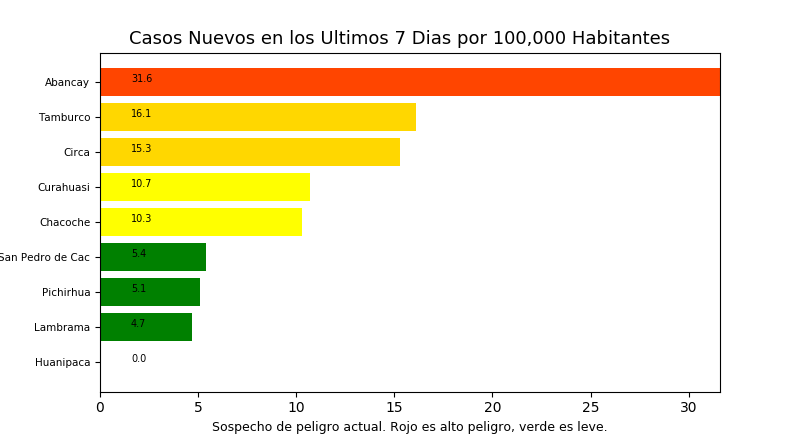 Casos Nuevos en los Ultimos 7 Dias por 100,000 Habitantes
Abancay 31.6
Tamburco 16.1
Circa 15.3
Curahuasi 10.7
Chacoche 10.3
San Pedro de Cac 5.4
Pichirhua 5.1
Lambrama 4.7
Huanipaca 0.0
0 5 10 15 20 25 30
Sospecho de peligro actual. Rojo es alto peligro, verde es leve.